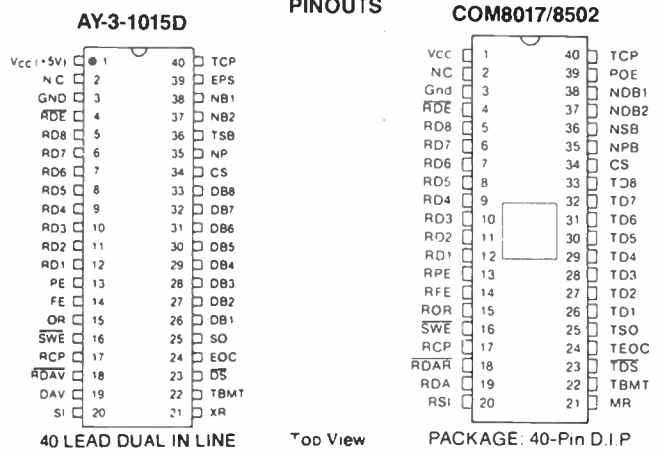 PINOUTS
AY-3-1015D
Vcc (+5V) 1 40 TCP
NC 2 39 EPS
GND 3 38 NB1
RDE 4 37 NB2
RD8 5 36 TSB
RD7 6 35 NP
RD6 7 34 CS
RD5 8 33 DB8
RD4 9 32 DB7
RD3 10 31 DB6
RD2 11 30 DB5
RD1 12 29 DB4
PE 13 28 DB3
FE 14 27 DB2
OR 15 26 DB1
SWE 16 25 SO
RCP 17 24 EOC
RDAV 18 23 DS
DAV 19 22 TBMT
SI 20 21 XR
40 LEAD DUAL IN LINE
Top View
COM8017/8502
Vcc 1 40 TCP
NC 2 39 POE
Gnd 3 38 NDB1
RDE 4 37 NDB2
RD8 5 36 NSB
RD7 6 35 NPB
RD6 7 34 CS
RD5 8 33 TD8
RD4 9 32 TD7
RD3 10 31 TD6
RD2 11 30 TD5
RD1 12 29 TD4
RPE 13 28 TD3
RFE 14 27 TD2
ROR 15 26 TD1
SWE 16 25 TSO
RCP 17 24 TEOC
RDAR 18 23 TDS
RDA 19 22 TBMT
RSI 20 21 MR
PACKAGE: 40-Pin D.I.P.